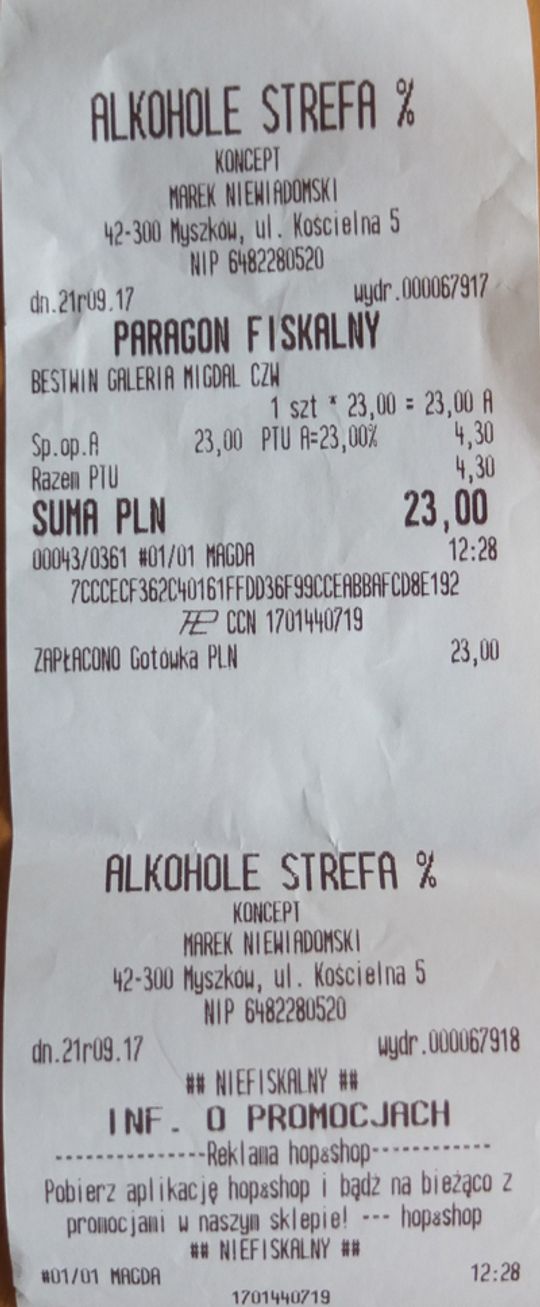 ALKOHOLE STREFA %
KONCEPT
MAREK NIEWIADOMSKI
42-300 Myszków, ul. Kościelna 5
NIP 6482280520
dn.21r09.17 wydr.000067917
PARAGON FISKALNY
BESTWIN GALERIA MIGDAL CZW
1 szt * 23,00 = 23,00 A
Sp.op.A 23,00 PTU A=23,00% 4,30
Razem PTU 4,30
SUMA PLN 23,00
00043/0361 #01/01 MAGDA 12:28
7CCCECF362C40161FFDD36F99CCEABBAFCD8E192
CCN 1701440719
ZAPŁACONO Gotówka PLN 23,00
ALKOHOLE STREFA %
KONCEPT
MAREK NIEWIADOMSKI
42-300 Myszków, ul. Kościelna 5
NIP 6482280520
dn.21r09.17 wydr.000067918
## NIEFISKALNY ##
INF. O PROMOCJACH
---------------Reklama hop&shop------------
Pobierz aplikację hop&shop i bądź na bieżąco z
promocjami w naszym sklepie! --- hop&shop
## NIEFISKALNY ##
#01/01 MAGDA 12:28
1701440719